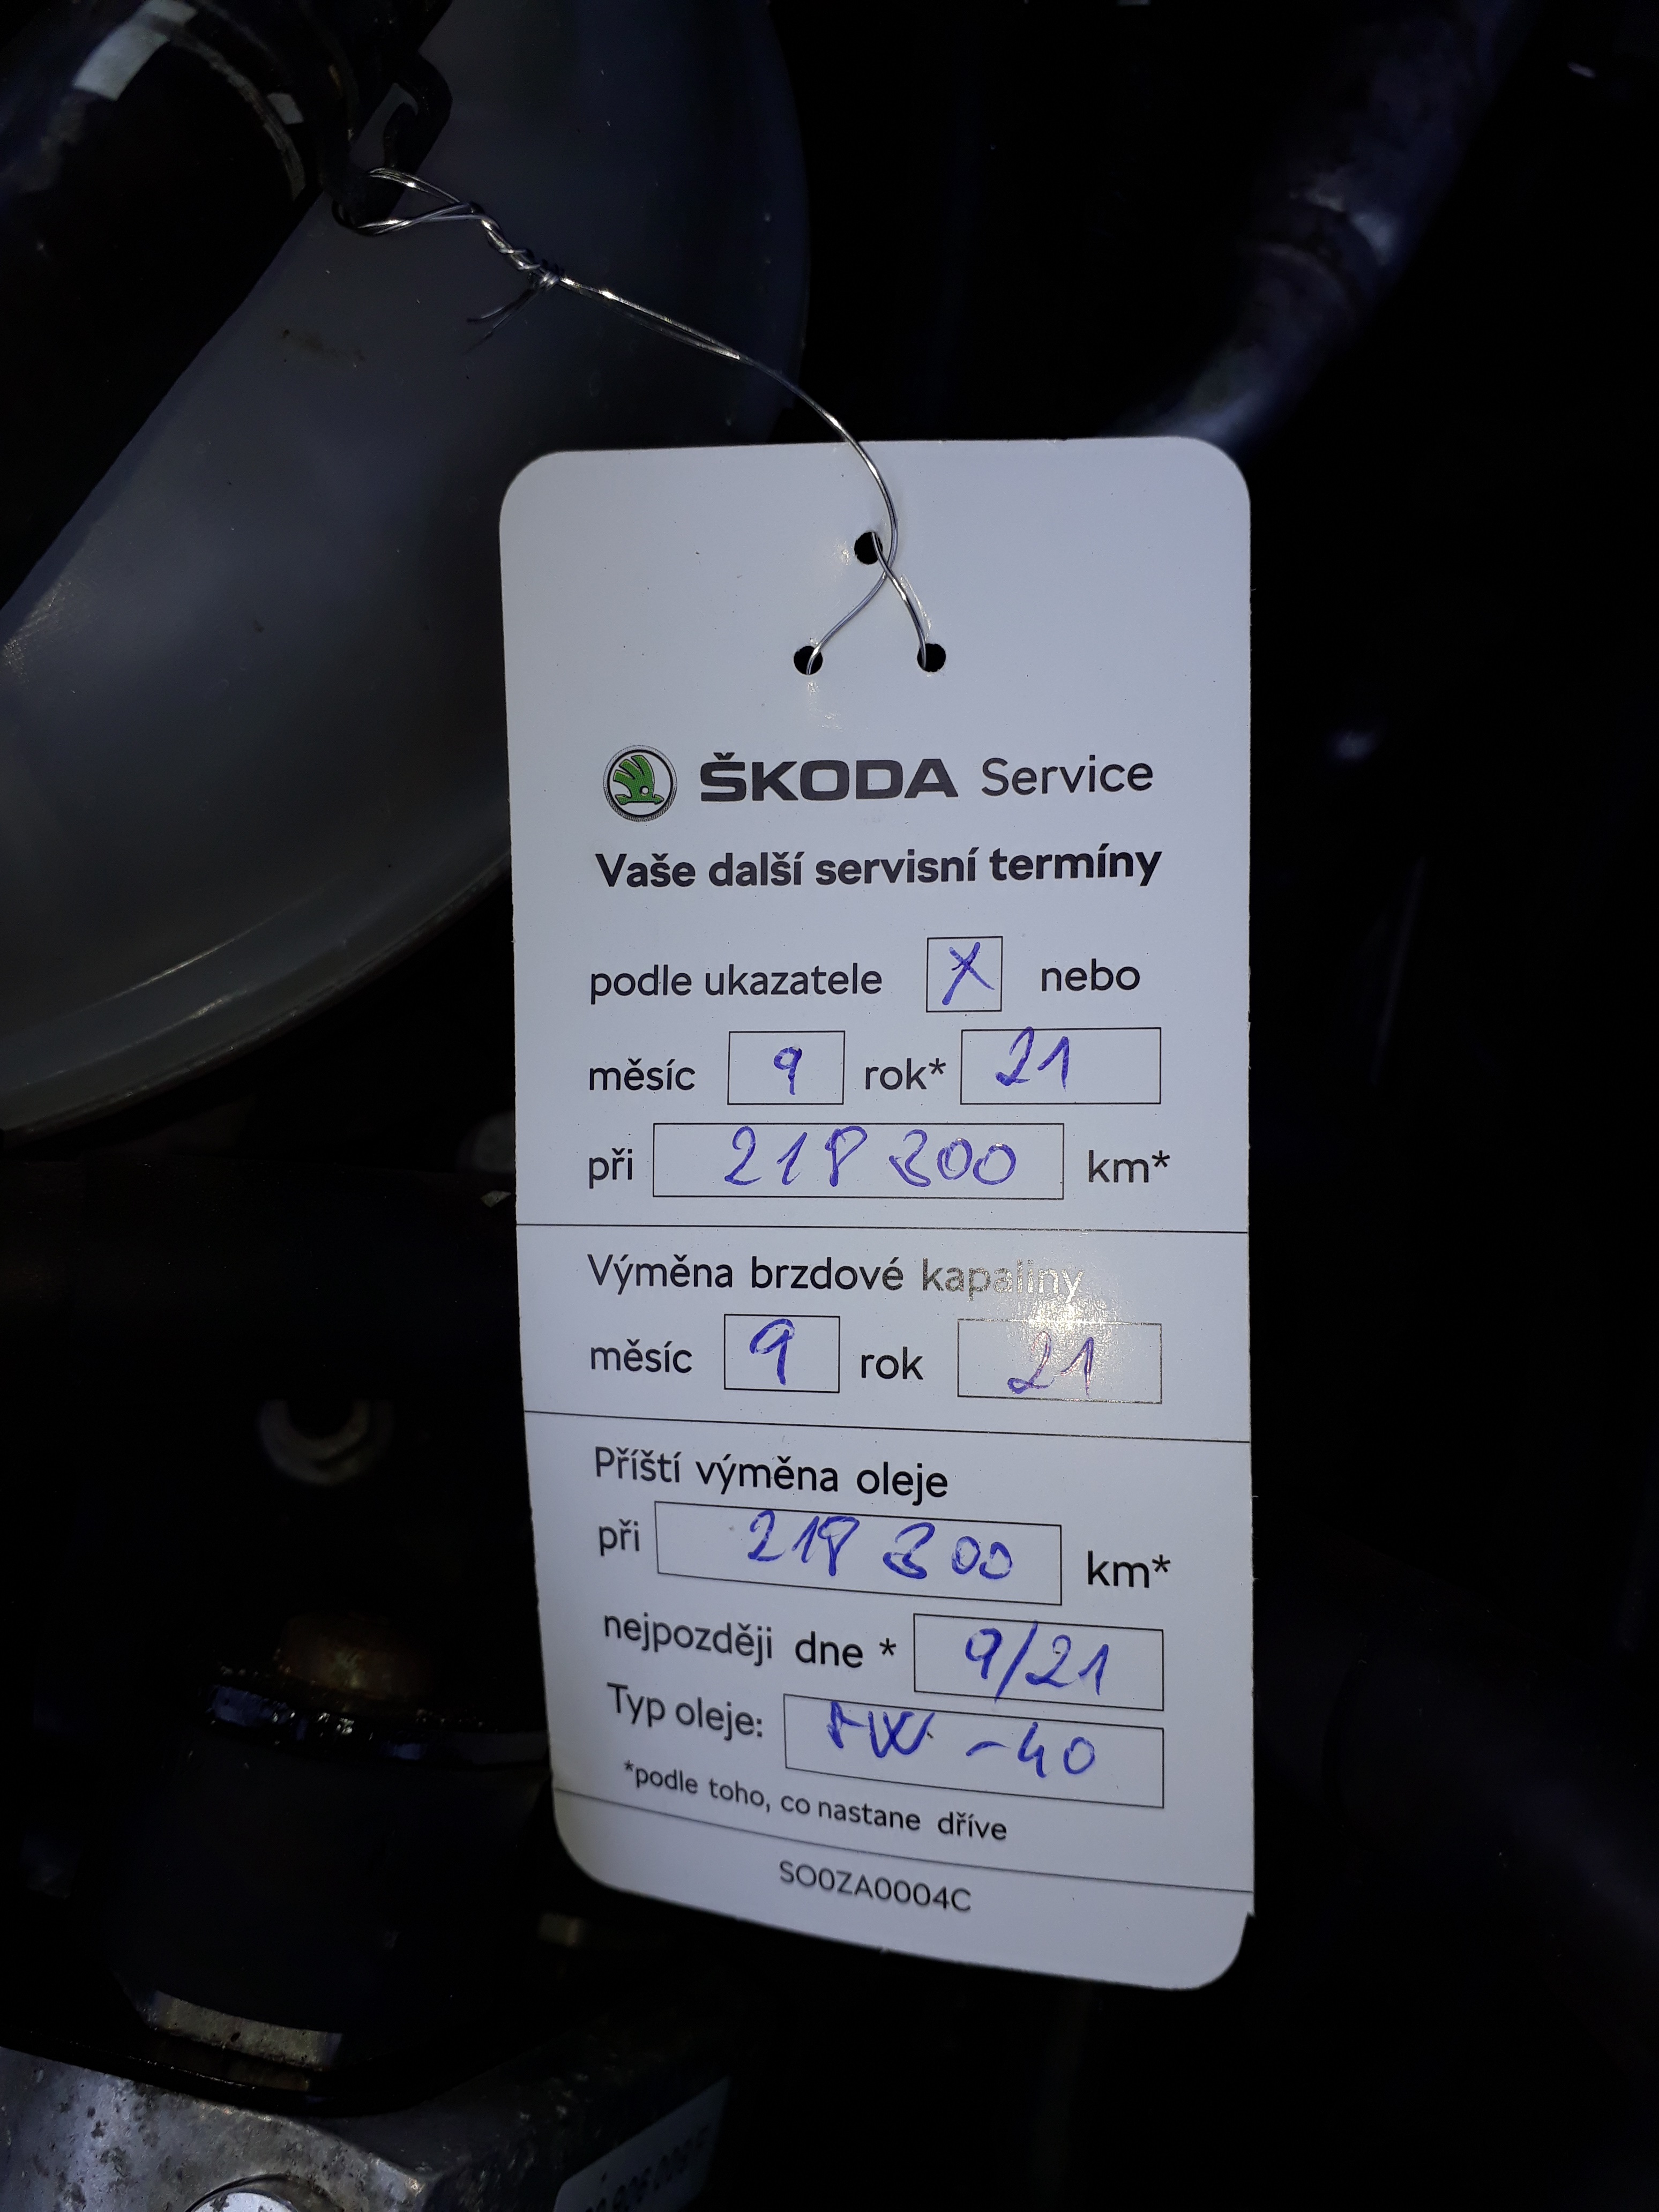 ŠKODA Service
Vaše další servisní termíny
podle ukazatele X nebo
měsíc 9 rok* 21
při 218 300 km*
Výměna brzdové kapaliny
měsíc 9 rok 21
Příští výměna oleje
při 218 300 km*
nejpozději dne * 9/21
Typ oleje: -40
*podle toho, co nastane dříve
SO0ZA0004C